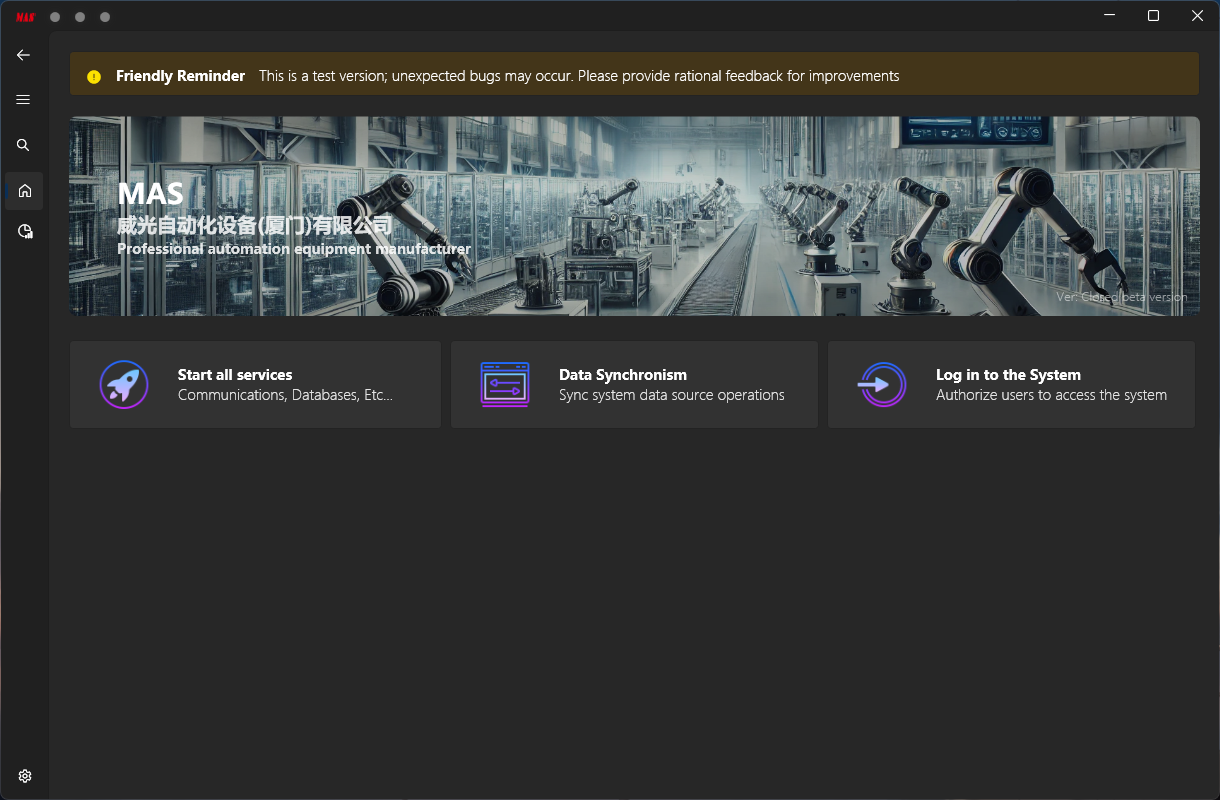 MAS
Friendly Reminder This is a test version; unexpected bugs may occur. Please provide rational feedback for improvements
MAS
威光自动化设备(厦门)有限公司
Professional automation equipment manufacturer
Ver: Closed beta version
Start all services
Communications, Databases, Etc...
Data Synchronism
Sync system data source operations
Log in to the System
Authorize users to access the system